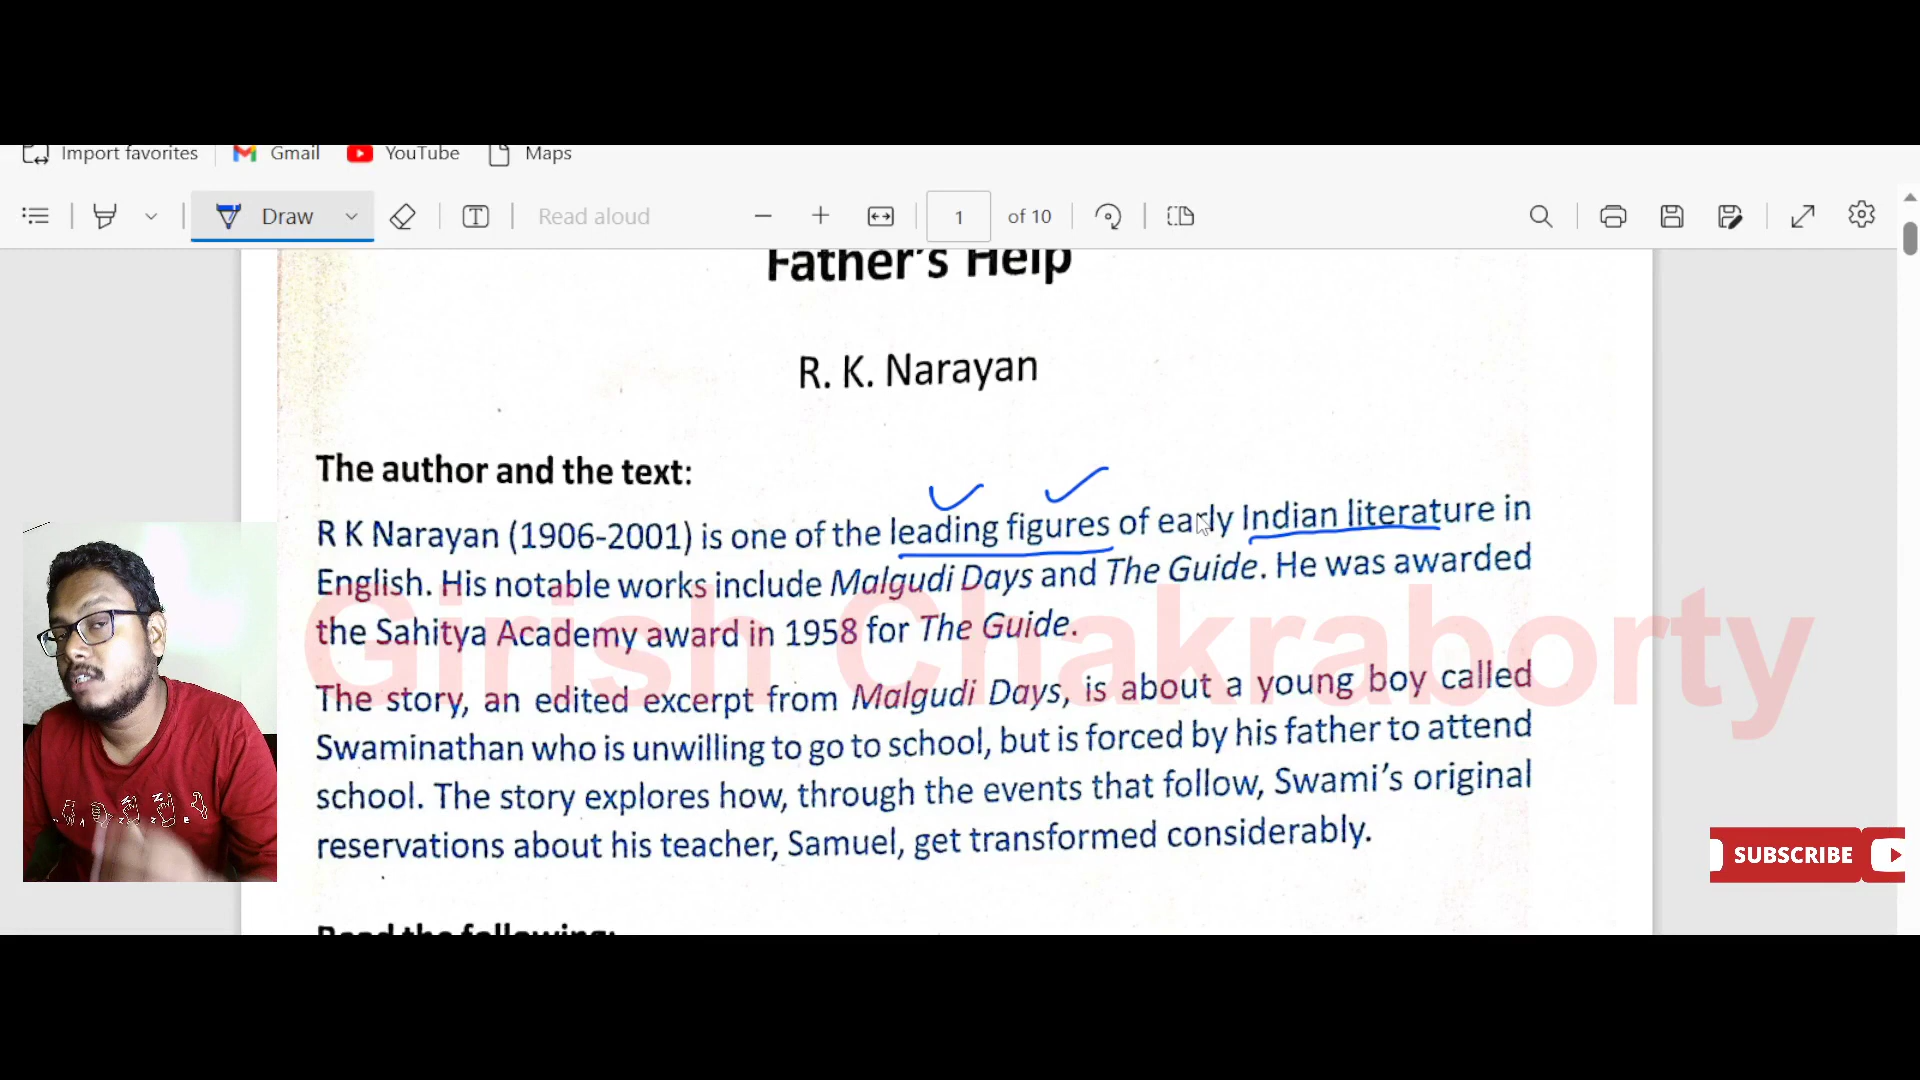 Import favorites Gmail YouTube Maps
Draw Read aloud 1 of 10
Father's Help
R. K. Narayan
The author and the text:
R K Narayan (1906-2001) is one of the leading figures of early Indian literature in
English. His notable works include Malgudi Days and The Guide. He was awarded
the Sahitya Academy award in 1958 for The Guide.
Girish Chakraborty
The story, an edited excerpt from Malgudi Days, is about a young boy called
Swaminathan who is unwilling to go to school, but is forced by his father to attend
school. The story explores how, through the events that follow, Swami's original
reservations about his teacher, Samuel, get transformed considerably.
SUBSCRIBE
Read the following: